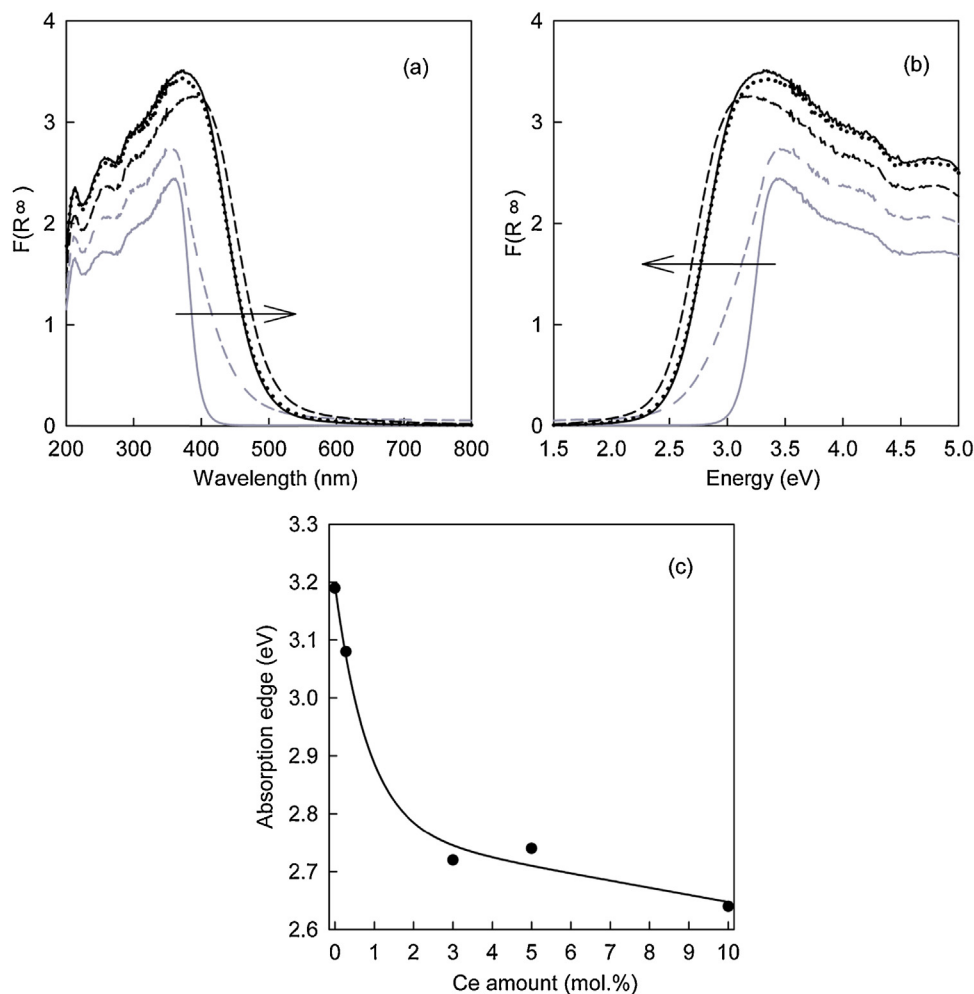 4
3
2
1
0
F(R∞)
(a)
200 300 400 500 600 700 800
Wavelength (nm)
4
3
2
1
0
F(R∞)
(b)
1.5 2.0 2.5 3.0 3.5 4.0 4.5 5.0
Energy (eV)
3.3
3.2
3.1
3.0
2.9
2.8
2.7
2.6
Absorption edge (eV)
(c)
0 1 2 3 4 5 6 7 8 9 10
Ce amount (mol.%)